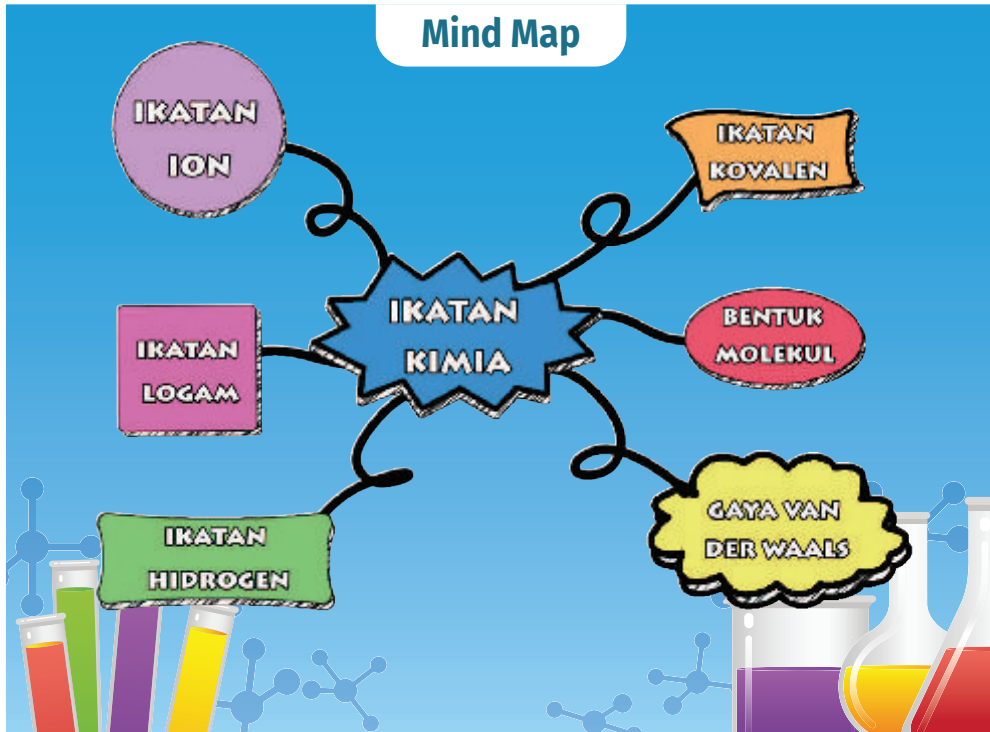 Mind Map
IKATAN
ION
IKATAN
KOVALEN
IKATAN
KIMIA
IKATAN
LOGAM
BENTUK
MOLEKUL
IKATAN
HIDROGEN
GAYA VAN
DER WAALS